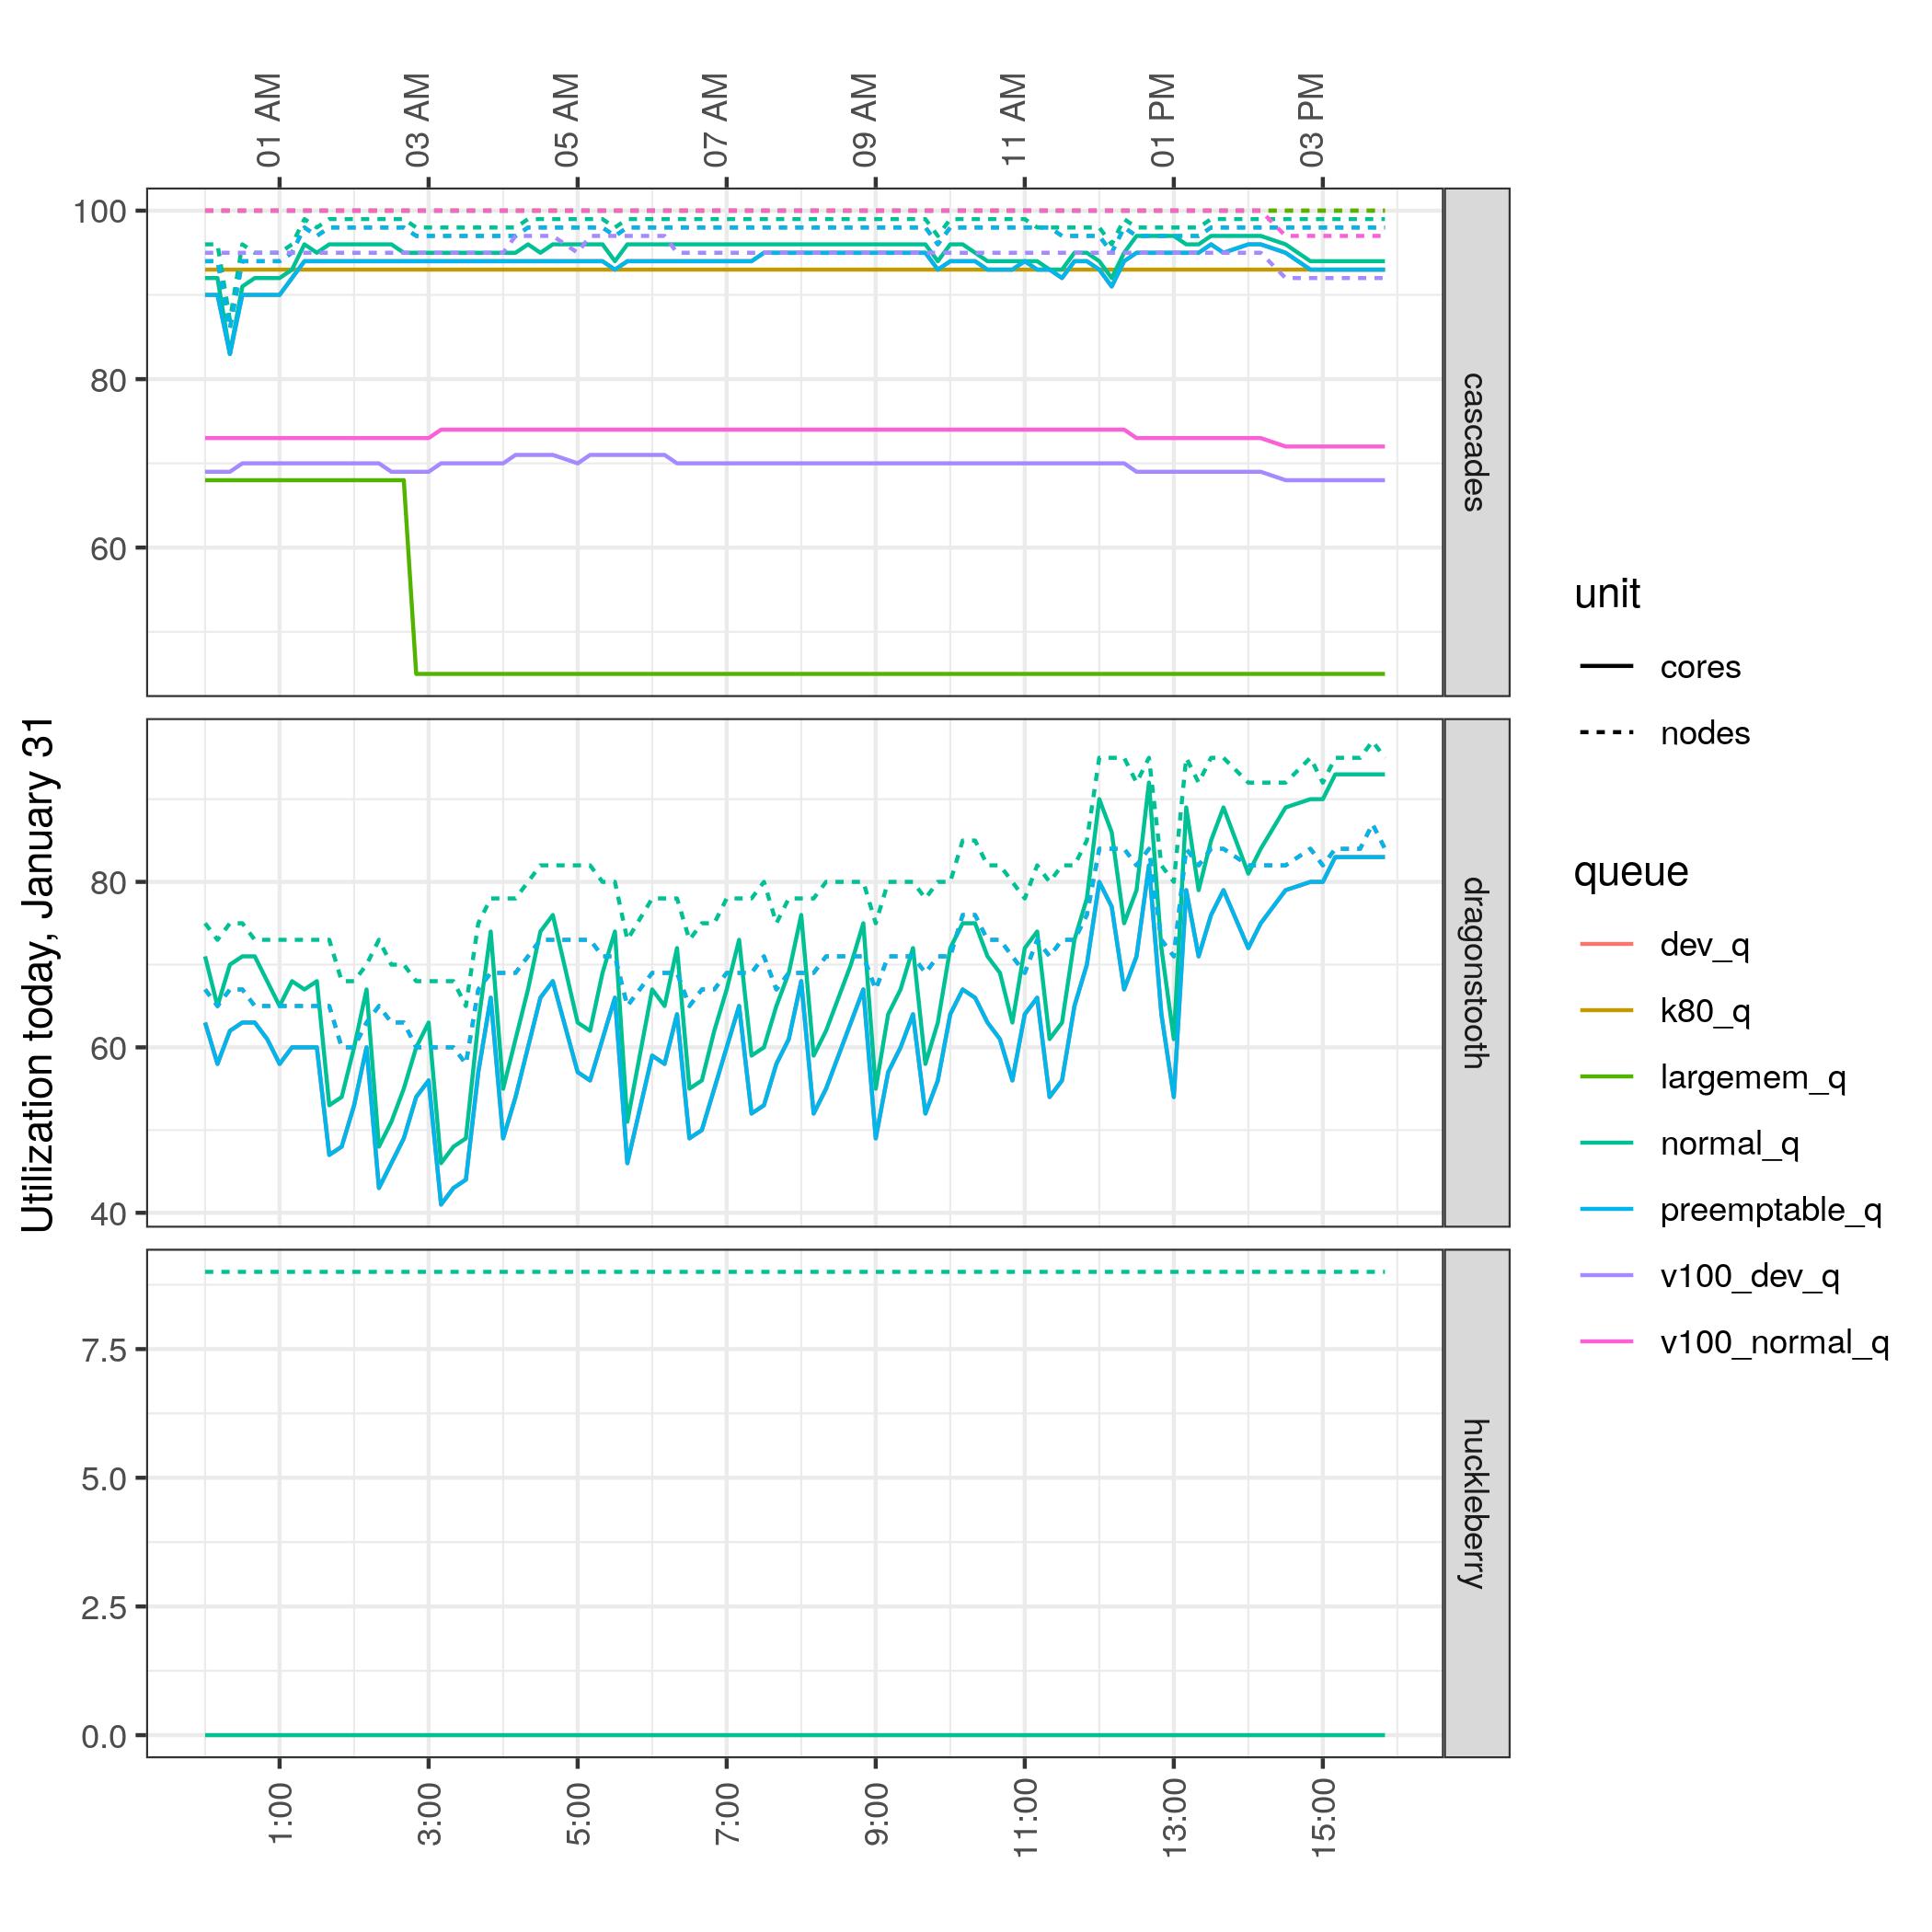 01 AM
03 AM
05 AM
07 AM
09 AM
11 AM
01 PM
03 PM
Utilization today, January 31
100
80
60
cascades
80
60
40
dragonstooth
7.5
5.0
2.5
0.0
huckleberry
1:00
3:00
5:00
7:00
9:00
11:00
13:00
15:00
unit
cores
nodes
queue
dev_q
k80_q
largemem_q
normal_q
preemptable_q
v100_dev_q
v100_normal_q